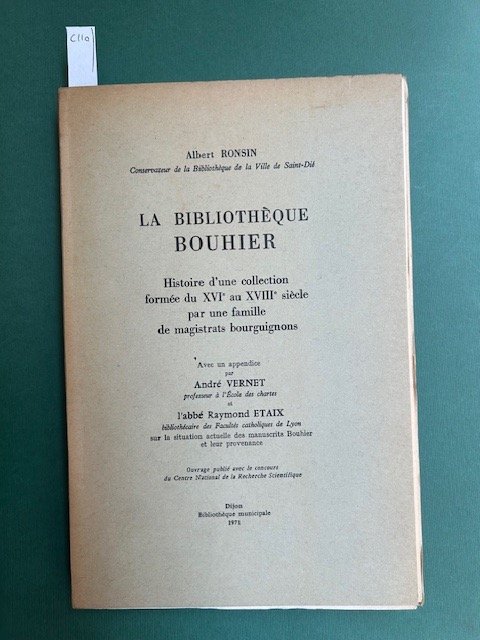 C110
Albert RONSIN
Conservateur de la Bibliothèque de la Ville de Saint-Dié
LA BIBLIOTHÈQUE
BOUHIER
Histoire d'une collection
formée du XVIᵉ au XVIIIᵉ siècle
par une famille
de magistrats bourguignons
Avec un appendice
par
André VERNET
professeur à l'École des chartes
et
l'abbé Raymond ETAIX
bibliothécaire des Facultés catholiques de Lyon
sur la situation actuelle des manuscrits Bouhier
et leur provenance
Ouvrage publié avec le concours
du Centre National de la Recherche Scientifique
Dijon
Bibliothèque municipale
1971